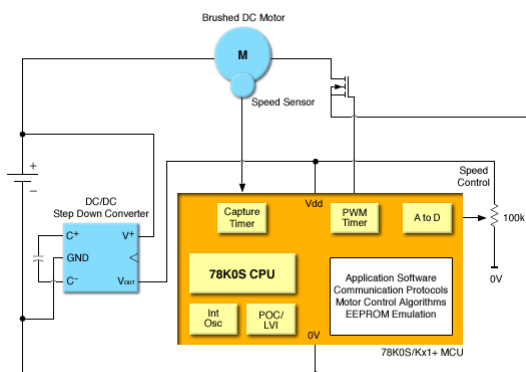 Brushed DC Motor
M
Speed Sensor
+
−
DC/DC
Step Down Converter
C+
V+
GND
C−
VOUT
Speed
Control
100k
0V
Vdd
Capture
Timer
PWM
Timer
A to D
78K0S CPU
Int
Osc
POC/
LVI
Application Software
Communication Protocols
Motor Control Algorithms
EEPROM Emulation
0V
78K0S/Kx1+ MCU